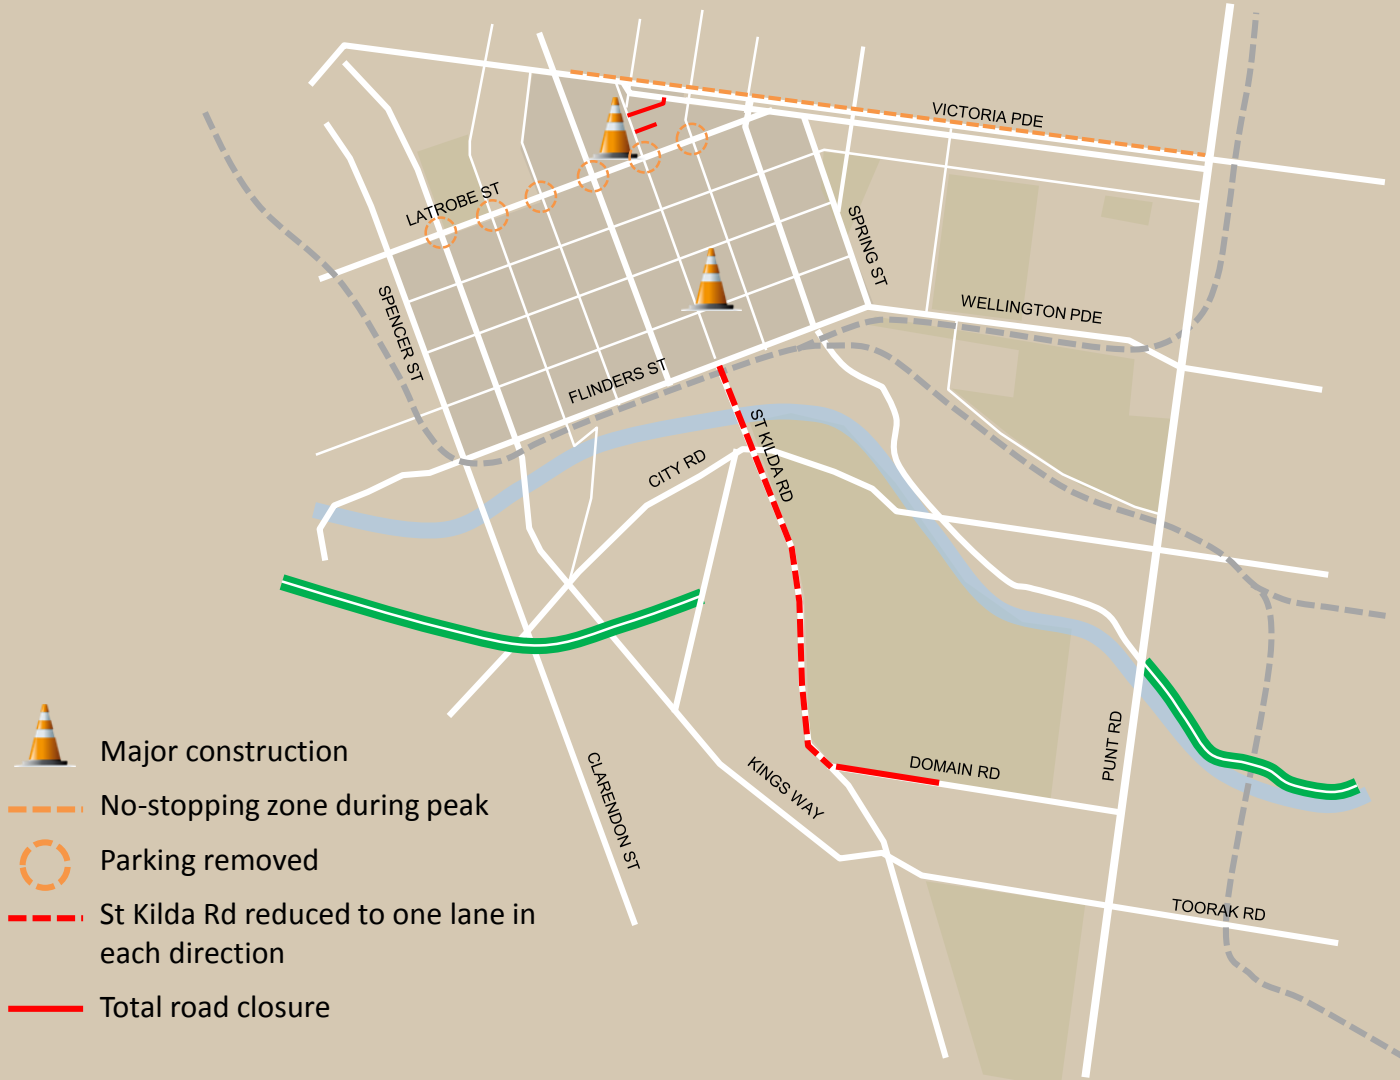 VICTORIA PDE
LATROBE ST
SPRING ST
SPENCER ST
WELLINGTON PDE
FLINDERS ST
ST KILDA RD
CITY RD
PUNT RD
DOMAIN RD
KINGS WAY
CLARENDON ST
TOORAK RD
Major construction
No-stopping zone during peak
Parking removed
St Kilda Rd reduced to one lane in
each direction
Total road closure